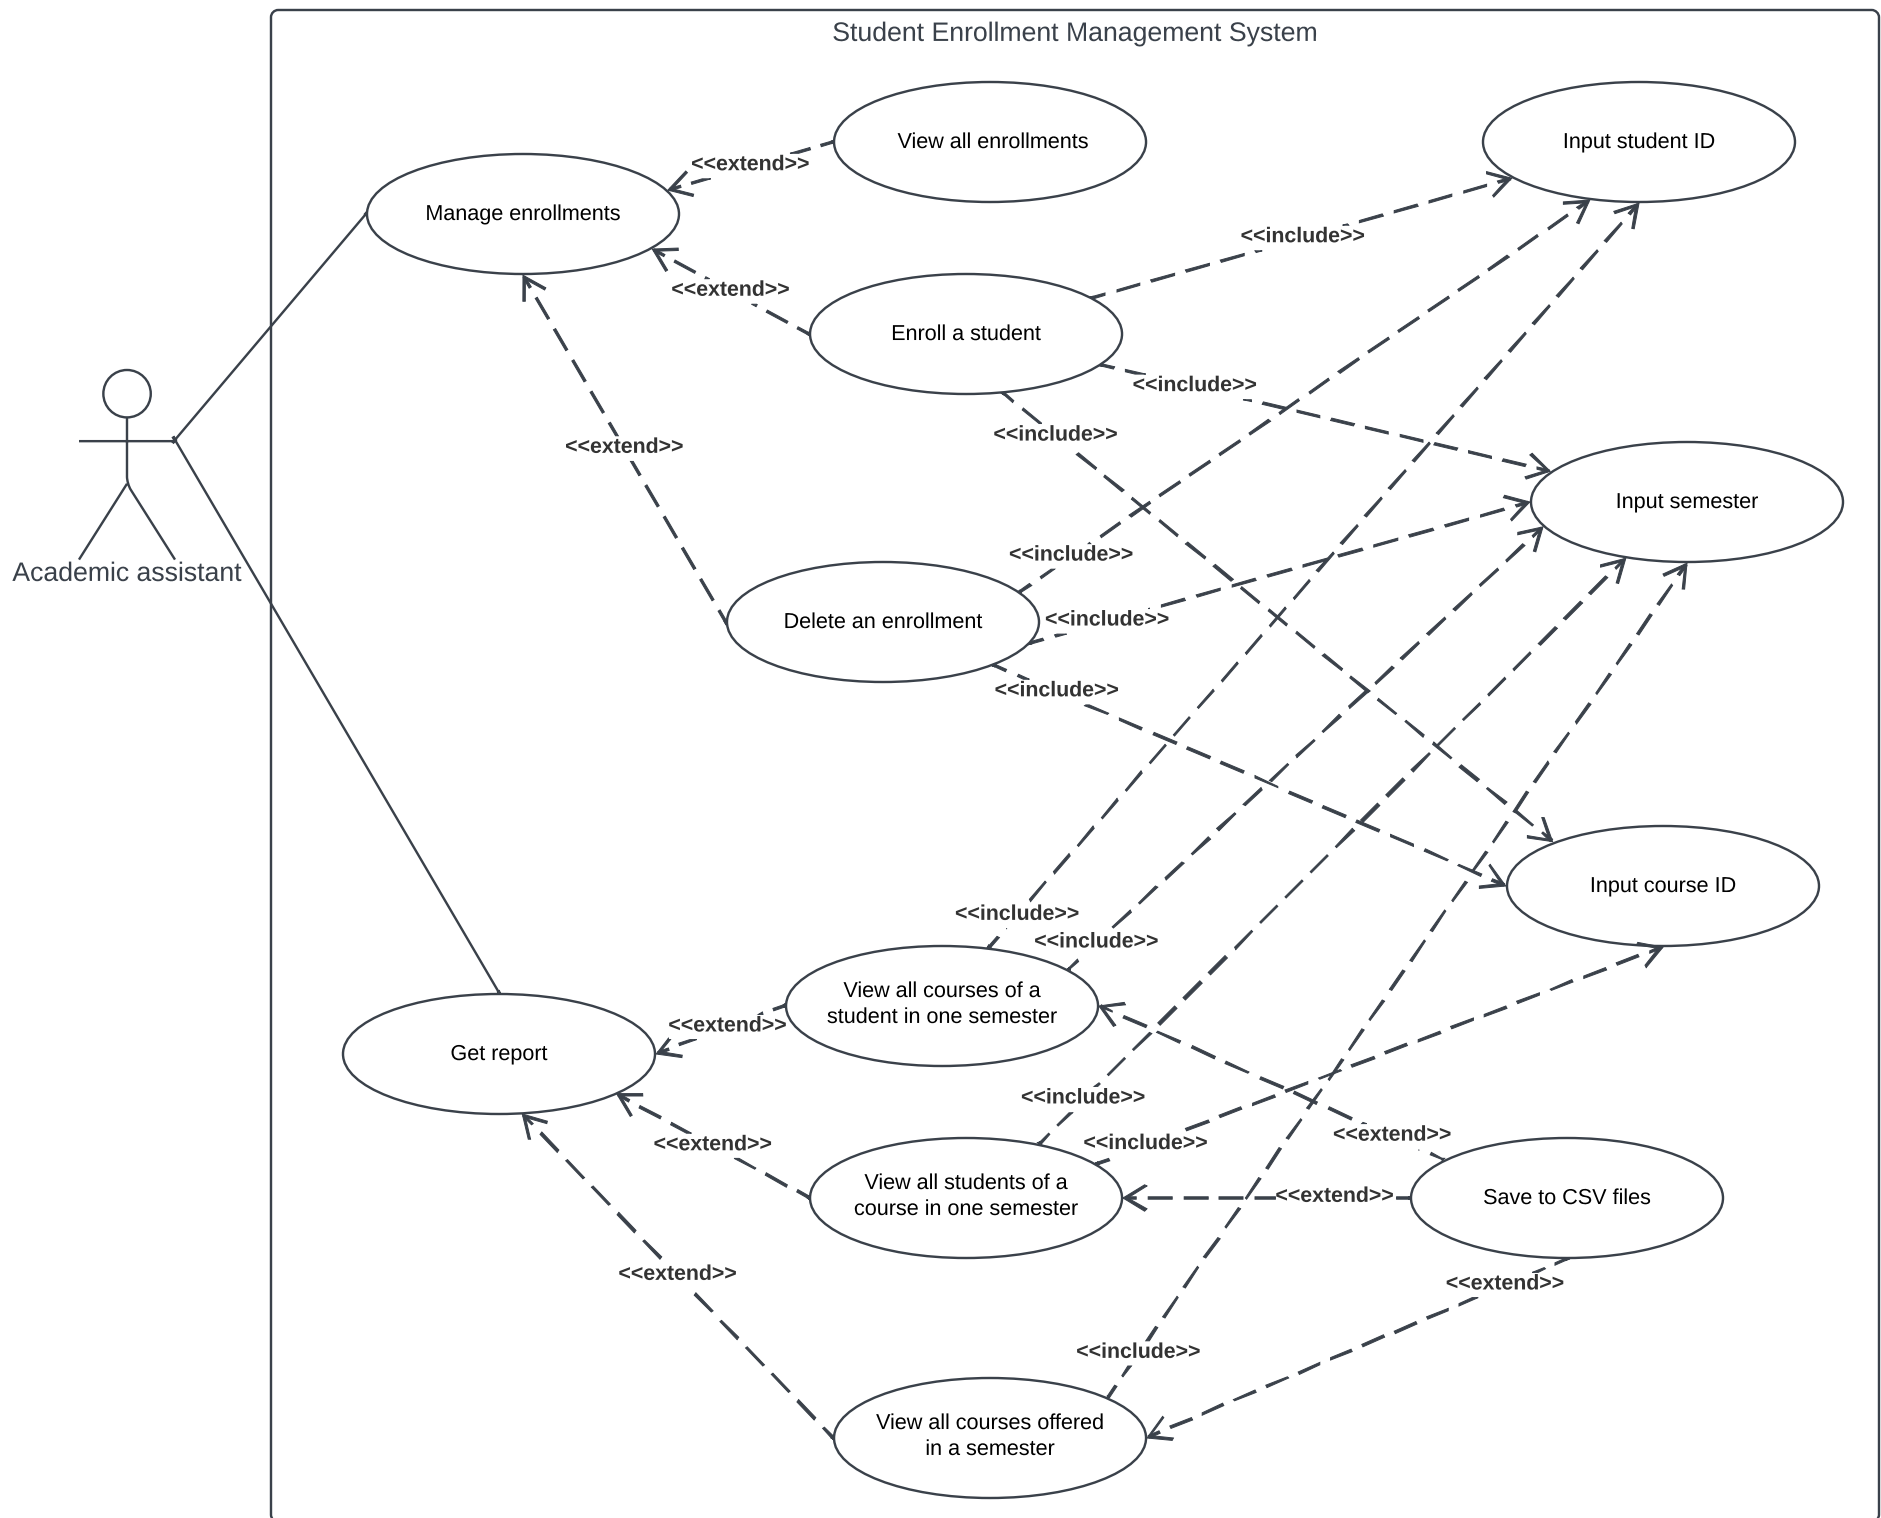 Student Enrollment Management System
View all enrollments
Input student ID
<<extend>>
Manage enrollments
<<include>>
<<extend>>
Enroll a student
<<include>>
<<include>>
<<extend>>
Input semester
<<include>>
Academic assistant
<<include>>
Delete an enrollment
<<include>>
Input course ID
<<include>>
<<include>>
View all courses of a
student in one semester
<<extend>>
Get report
<<include>>
<<extend>>
<<include>>
<<extend>>
View all students of a
course in one semester
<<extend>>
Save to CSV files
<<extend>>
<<extend>>
<<include>>
View all courses offered
in a semester